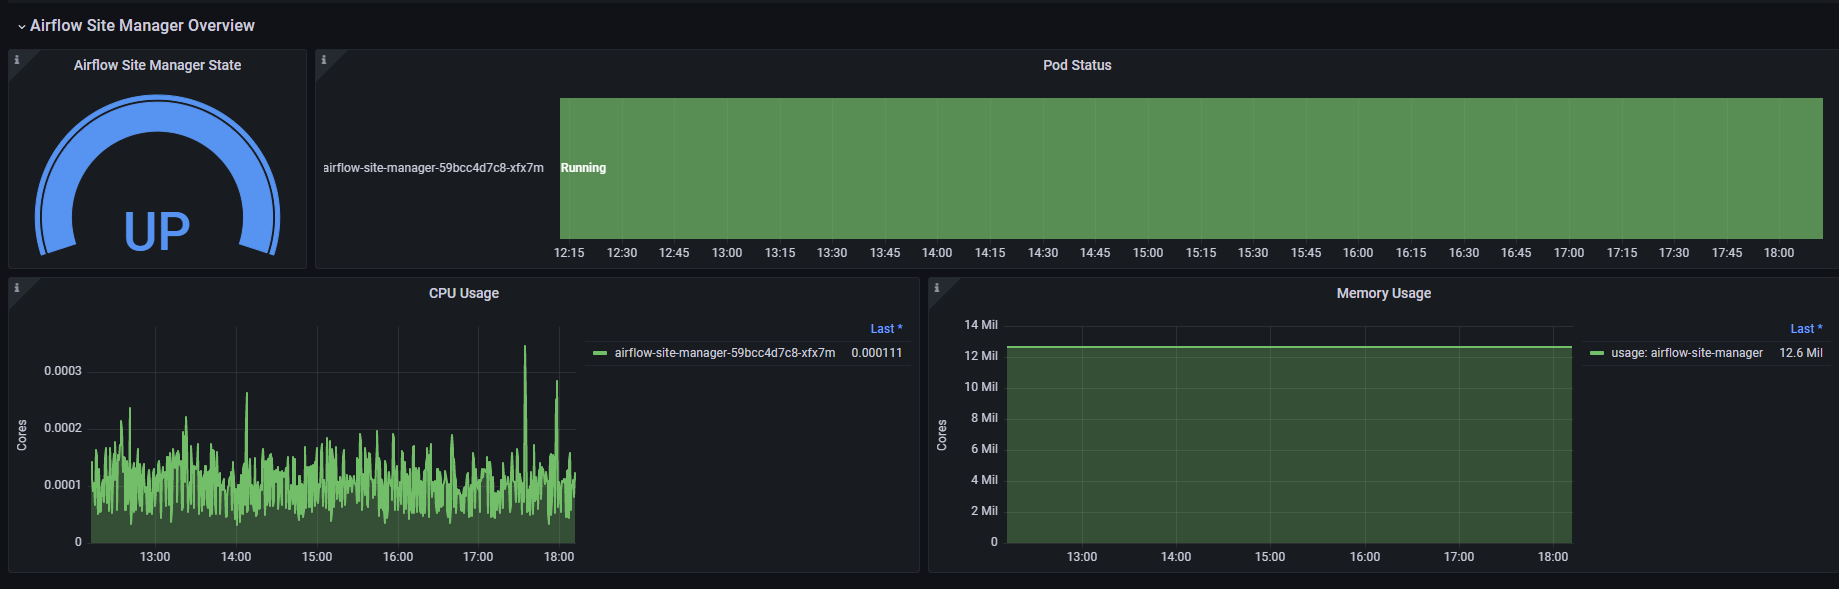 Airflow Site Manager Overview
Airflow Site Manager State
UP
Pod Status
airflow-site-manager-59bcc4d7c8-xfx7m
Running
12:15 12:30 12:45 13:00 13:15 13:30 13:45 14:00 14:15 14:30 14:45 15:00 15:15 15:30 15:45 16:00 16:15 16:30 16:45 17:00 17:15 17:30 17:45 18:00
CPU Usage
Cores
0.0003
0.0002
0.0001
0
13:00 14:00 15:00 16:00 17:00 18:00
Last *
airflow-site-manager-59bcc4d7c8-xfx7m 0.000111
Memory Usage
Cores
14 Mil
12 Mil
10 Mil
8 Mil
6 Mil
4 Mil
2 Mil
0
13:00 14:00 15:00 16:00 17:00 18:00
Last *
usage: airflow-site-manager 12.6 Mil